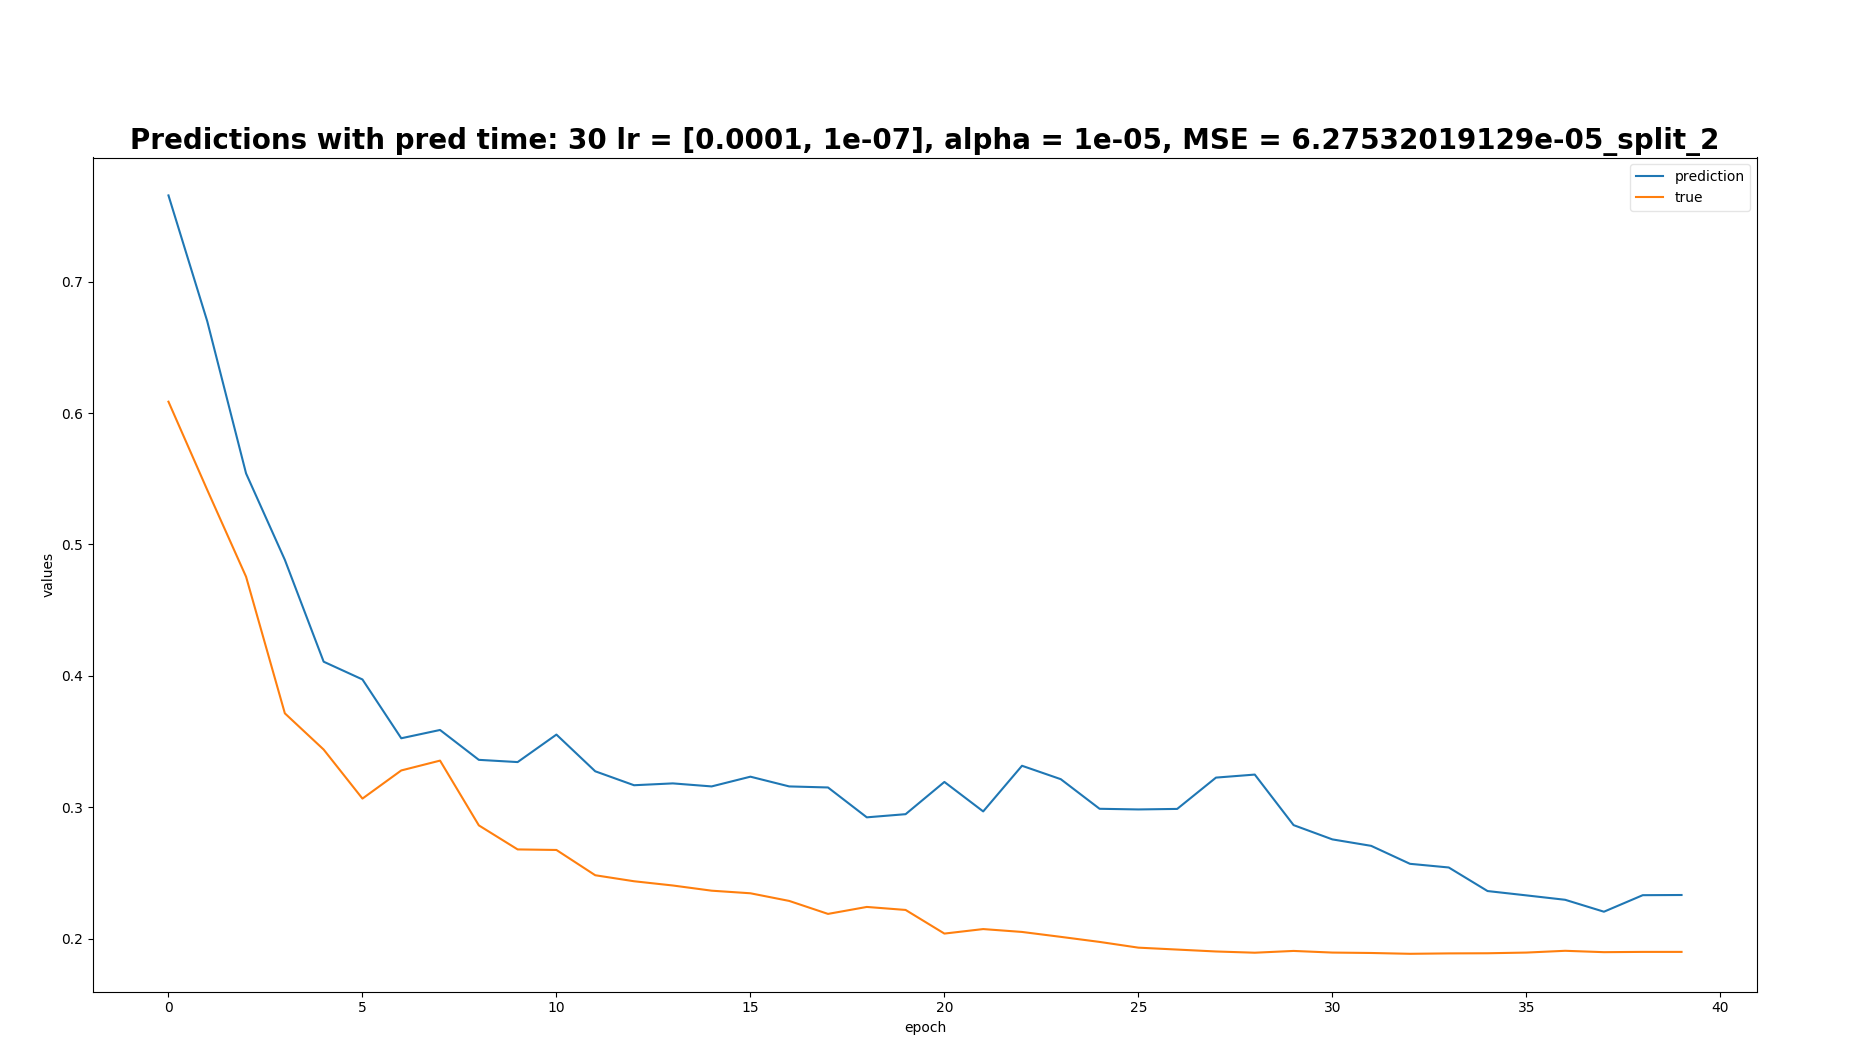 Predictions with pred time: 30 lr = [0.0001, 1e-07], alpha = 1e-05, MSE = 6.27532019129e-05_split_2
prediction
true
0.7
0.6
0.5
0.4
0.3
0.2
values
0 5 10 15 20 25 30 35 40
epoch